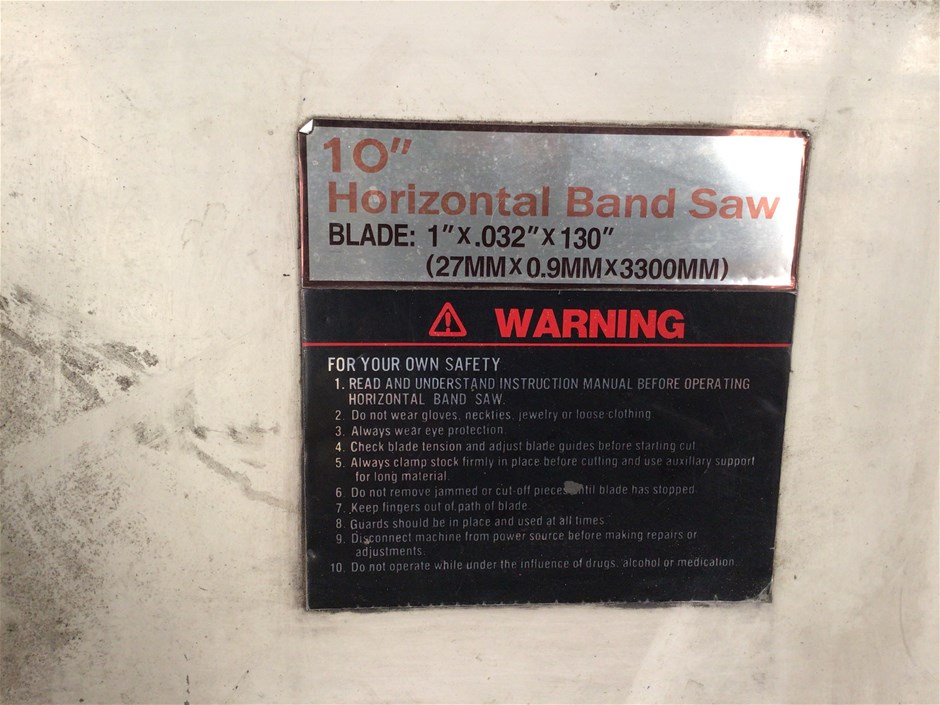 10"
Horizontal Band Saw
BLADE: 1"X.032"X130"
(27MMX0.9MMX3300MM)
⚠ WARNING
FOR YOUR OWN SAFETY
1. READ AND UNDERSTAND INSTRUCTION MANUAL BEFORE OPERATING
HORIZONTAL BAND SAW.
2. Do not wear gloves, neckties, jewelry or loose clothing.
3. Always wear eye protection.
4. Check blade tension and adjust blade guides before starting cut.
5. Always clamp stock firmly in place before cutting and use auxillary support
for long material.
6. Do not remove jammed or cut-off pieces until blade has stopped.
7. Keep fingers out of path of blade.
8. Guards should be in place and used at all times.
9. Disconnect machine from power source before making repairs or
adjustments.
10. Do not operate while under the influence of drugs, alcohol or medication.